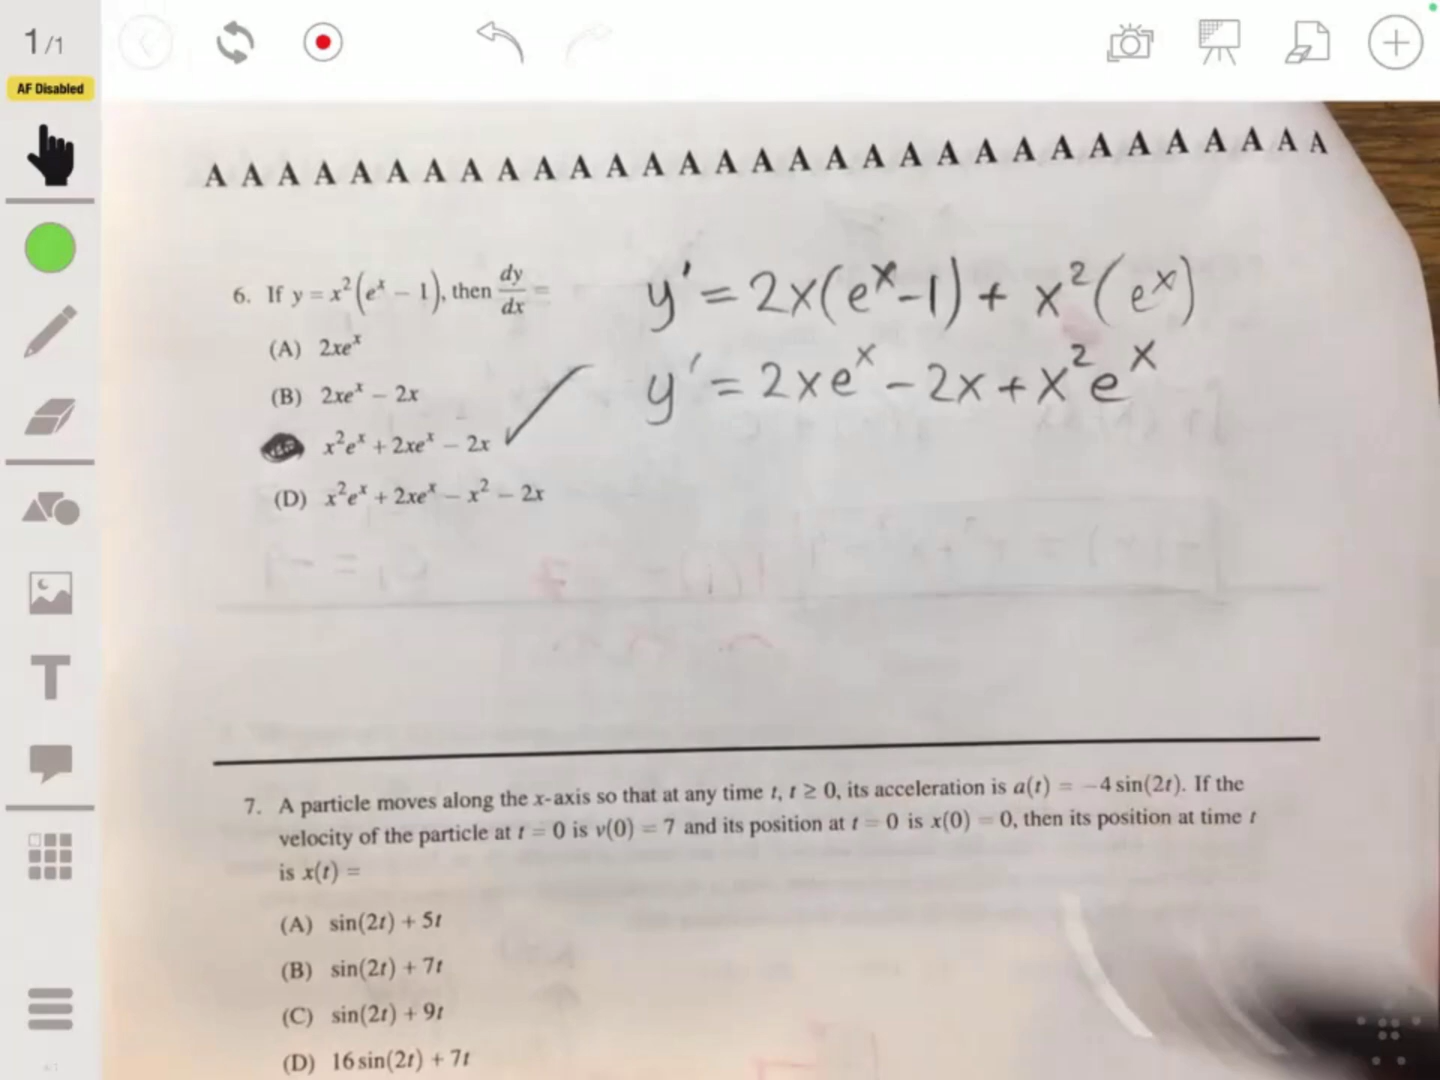 1/1
AF Disabled
A A A A A A A A A A A A A A A A A A A A A A A A A A A A A A A
6. If y = x²(eˣ – 1), then dy/dx =
y' = 2x(eˣ-1) + x²(eˣ)
(A) 2xeˣ
y' = 2xeˣ - 2x + x²eˣ
(B) 2xeˣ – 2x
x²eˣ + 2xeˣ – 2x
(D) x²eˣ + 2xeˣ – x² – 2x
7. A particle moves along the x-axis so that at any time t, t ≥ 0, its acceleration is a(t) = –4 sin(2t). If the
velocity of the particle at t = 0 is v(0) = 7 and its position at t = 0 is x(0) = 0, then its position at time t
is x(t) =
(A) sin(2t) + 5t
(B) sin(2t) + 7t
(C) sin(2t) + 9t
(D) 16 sin(2t) + 7t
T